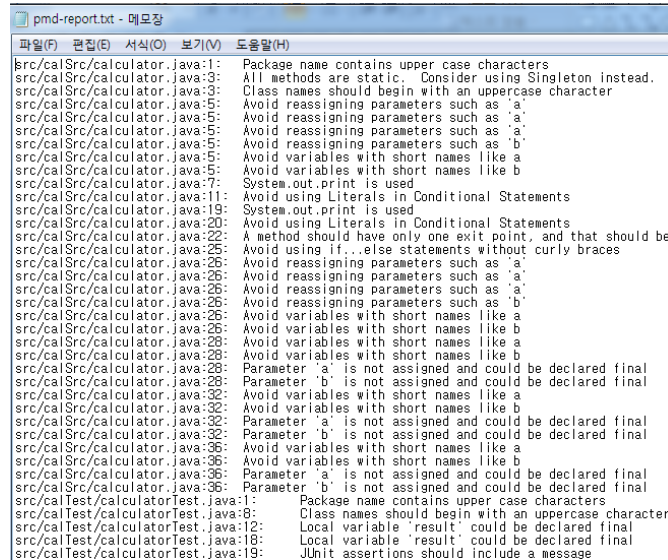 pmd-report.txt - 메모장
파일(F) 편집(E) 서식(O) 보기(V) 도움말(H)
src/calSrc/calculator.java:1: Package name contains upper case characters
src/calSrc/calculator.java:3: All methods are static. Consider using Singleton instead.
src/calSrc/calculator.java:3: Class names should begin with an uppercase character
src/calSrc/calculator.java:5: Avoid reassigning parameters such as 'a'
src/calSrc/calculator.java:5: Avoid reassigning parameters such as 'a'
src/calSrc/calculator.java:5: Avoid reassigning parameters such as 'a'
src/calSrc/calculator.java:5: Avoid reassigning parameters such as 'b'
src/calSrc/calculator.java:5: Avoid variables with short names like a
src/calSrc/calculator.java:5: Avoid variables with short names like b
src/calSrc/calculator.java:7: System.out.print is used
src/calSrc/calculator.java:11: Avoid using Literals in Conditional Statements
src/calSrc/calculator.java:19: System.out.print is used
src/calSrc/calculator.java:20: Avoid using Literals in Conditional Statements
src/calSrc/calculator.java:22: A method should have only one exit point, and that should be
src/calSrc/calculator.java:25: Avoid using if...else statements without curly braces
src/calSrc/calculator.java:26: Avoid reassigning parameters such as 'a'
src/calSrc/calculator.java:26: Avoid reassigning parameters such as 'a'
src/calSrc/calculator.java:26: Avoid reassigning parameters such as 'a'
src/calSrc/calculator.java:26: Avoid reassigning parameters such as 'b'
src/calSrc/calculator.java:26: Avoid variables with short names like a
src/calSrc/calculator.java:26: Avoid variables with short names like b
src/calSrc/calculator.java:28: Avoid variables with short names like a
src/calSrc/calculator.java:28: Avoid variables with short names like b
src/calSrc/calculator.java:28: Parameter 'a' is not assigned and could be declared final
src/calSrc/calculator.java:28: Parameter 'b' is not assigned and could be declared final
src/calSrc/calculator.java:32: Avoid variables with short names like a
src/calSrc/calculator.java:32: Avoid variables with short names like b
src/calSrc/calculator.java:32: Parameter 'a' is not assigned and could be declared final
src/calSrc/calculator.java:32: Parameter 'b' is not assigned and could be declared final
src/calSrc/calculator.java:36: Avoid variables with short names like a
src/calSrc/calculator.java:36: Avoid variables with short names like b
src/calSrc/calculator.java:36: Parameter 'a' is not assigned and could be declared final
src/calSrc/calculator.java:36: Parameter 'b' is not assigned and could be declared final
src/calTest/calculatorTest.java:1: Package name contains upper case characters
src/calTest/calculatorTest.java:8: Class names should begin with an uppercase character
src/calTest/calculatorTest.java:12: Local variable 'result' could be declared final
src/calTest/calculatorTest.java:18: Local variable 'result' could be declared final
src/calTest/calculatorTest.java:19: JUnit assertions should include a message